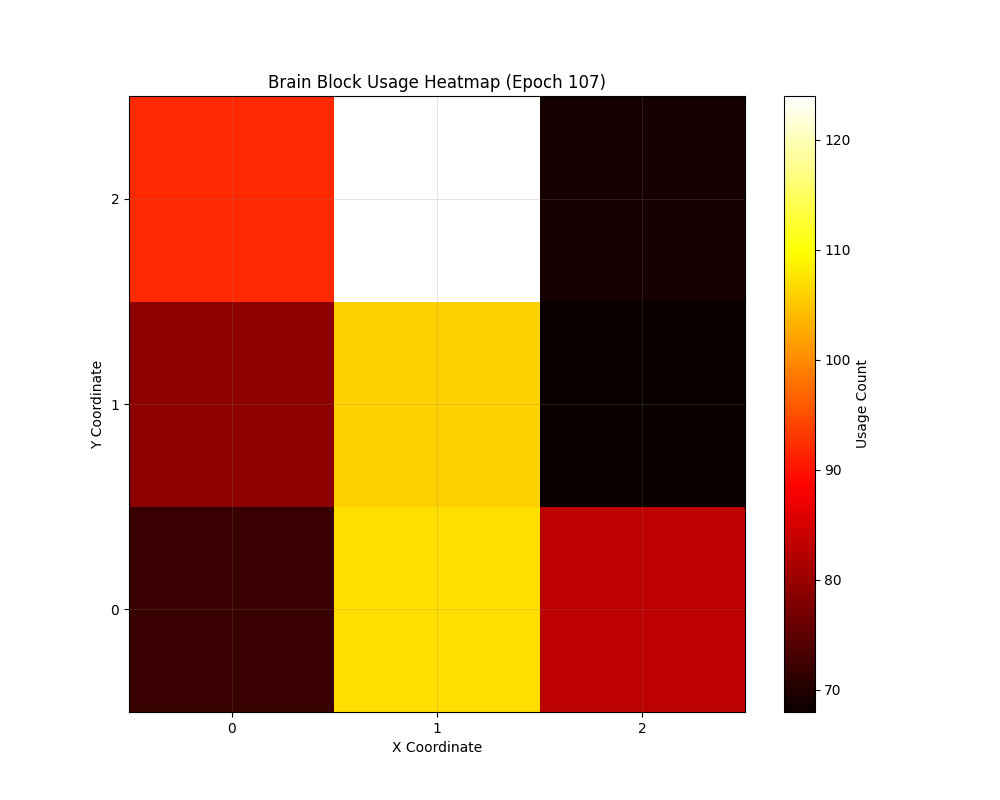 Brain Block Usage Heatmap (Epoch 107)
120
110
100
90
80
70
Usage Count
2
1
0
Y Coordinate
0 1 2
X Coordinate